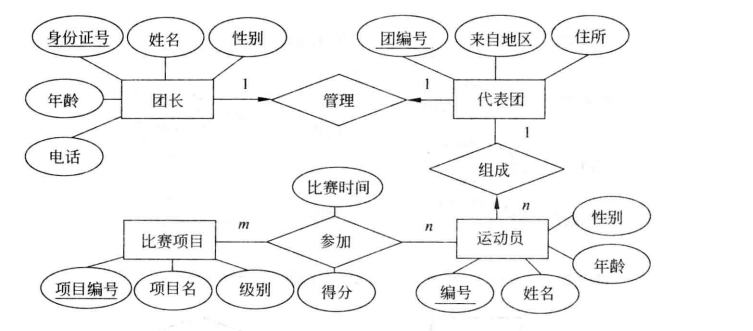 身份证号
姓名
性别
团编号
来自地区
住所
年龄
团长
1
管理
1
代表团
电话
1
组成
比赛时间
n
性别
比赛项目
m
参加
n
运动员
年龄
项目编号
项目名
级别
得分
编号
姓名